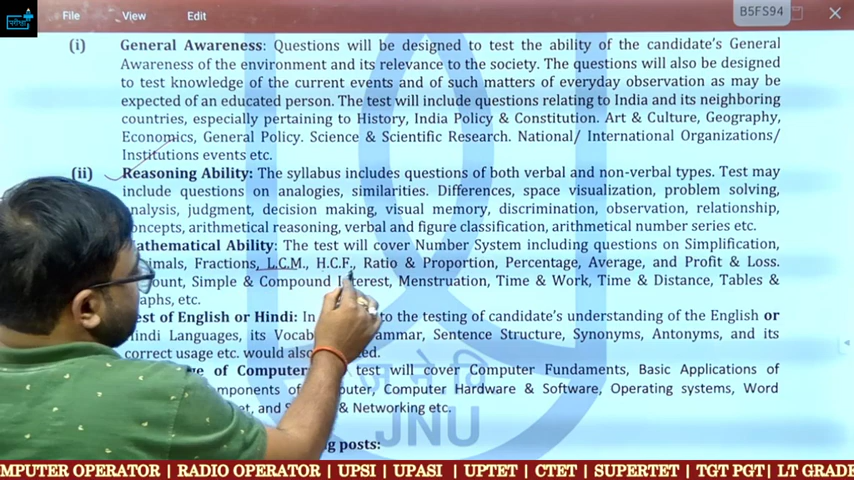 परीक्षा
File View Edit
B5FS94
(i) General Awareness: Questions will be designed to test the ability of the candidate's General
Awareness of the environment and its relevance to the society. The questions will also be designed
to test knowledge of the current events and of such matters of everyday observation as may be
expected of an educated person. The test will include questions relating to India and its neighboring
countries, especially pertaining to History, India Policy & Constitution. Art & Culture, Geography,
Economics, General Policy. Science & Scientific Research. National/ International Organizations/
Institutions events etc.
(ii) Reasoning Ability: The syllabus includes questions of both verbal and non-verbal types. Test may
include questions on analogies, similarities. Differences, space visualization, problem solving,
analysis, judgment, decision making, visual memory, discrimination, observation, relationship,
oncepts, arithmetical reasoning, verbal and figure classification, arithmetical number series etc.
athematical Ability: The test will cover Number System including questions on Simplification,
imals, Fractions, L.C.M., H.C.F., Ratio & Proportion, Percentage, Average, and Profit & Loss.
ount, Simple & Compound Interest, Menstruation, Time & Work, Time & Distance, Tables &
aphs, etc.
est of English or Hindi: In to the testing of candidate's understanding of the English or
indi Languages, its Vocab ammar, Sentence Structure, Synonyms, Antonyms, and its
correct usage etc. would also ed.
e of Computer test will cover Computer Fundaments, Basic Applications of
mponents of uter, Computer Hardware & Software, Operating systems, Word
et, and S & Networking etc.
JNU
g posts:
MPUTER OPERATOR | RADIO OPERATOR | UPSI | UPASI | UPTET | CTET | SUPERTET | TGT PGT| LT GRADE